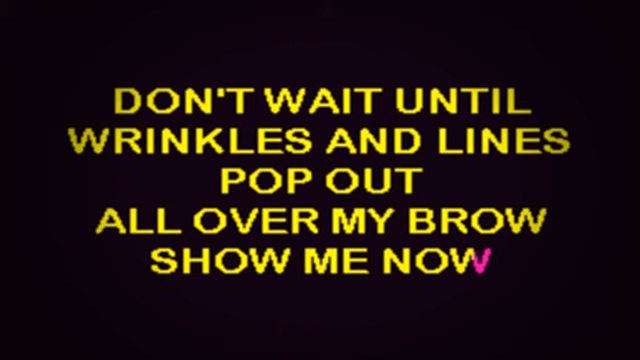 DON'T WAIT UNTIL
WRINKLES AND LINES
POP OUT
ALL OVER MY BROW
SHOW ME NOW